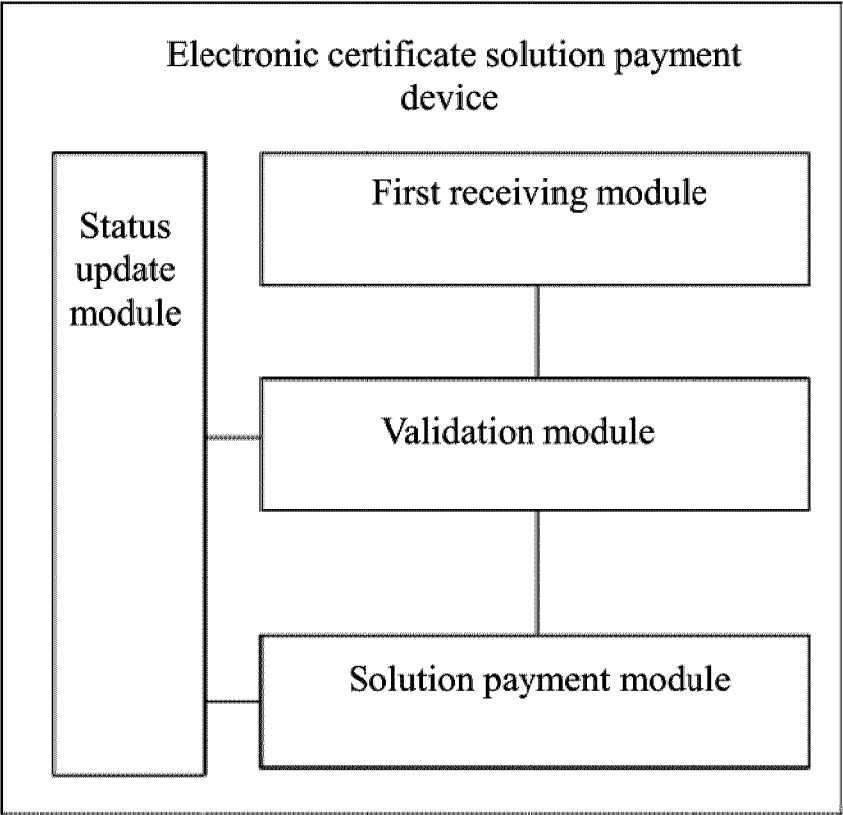 Electronic certificate solution payment
device
Status
update
module
First receiving module
Validation module
Solution payment module